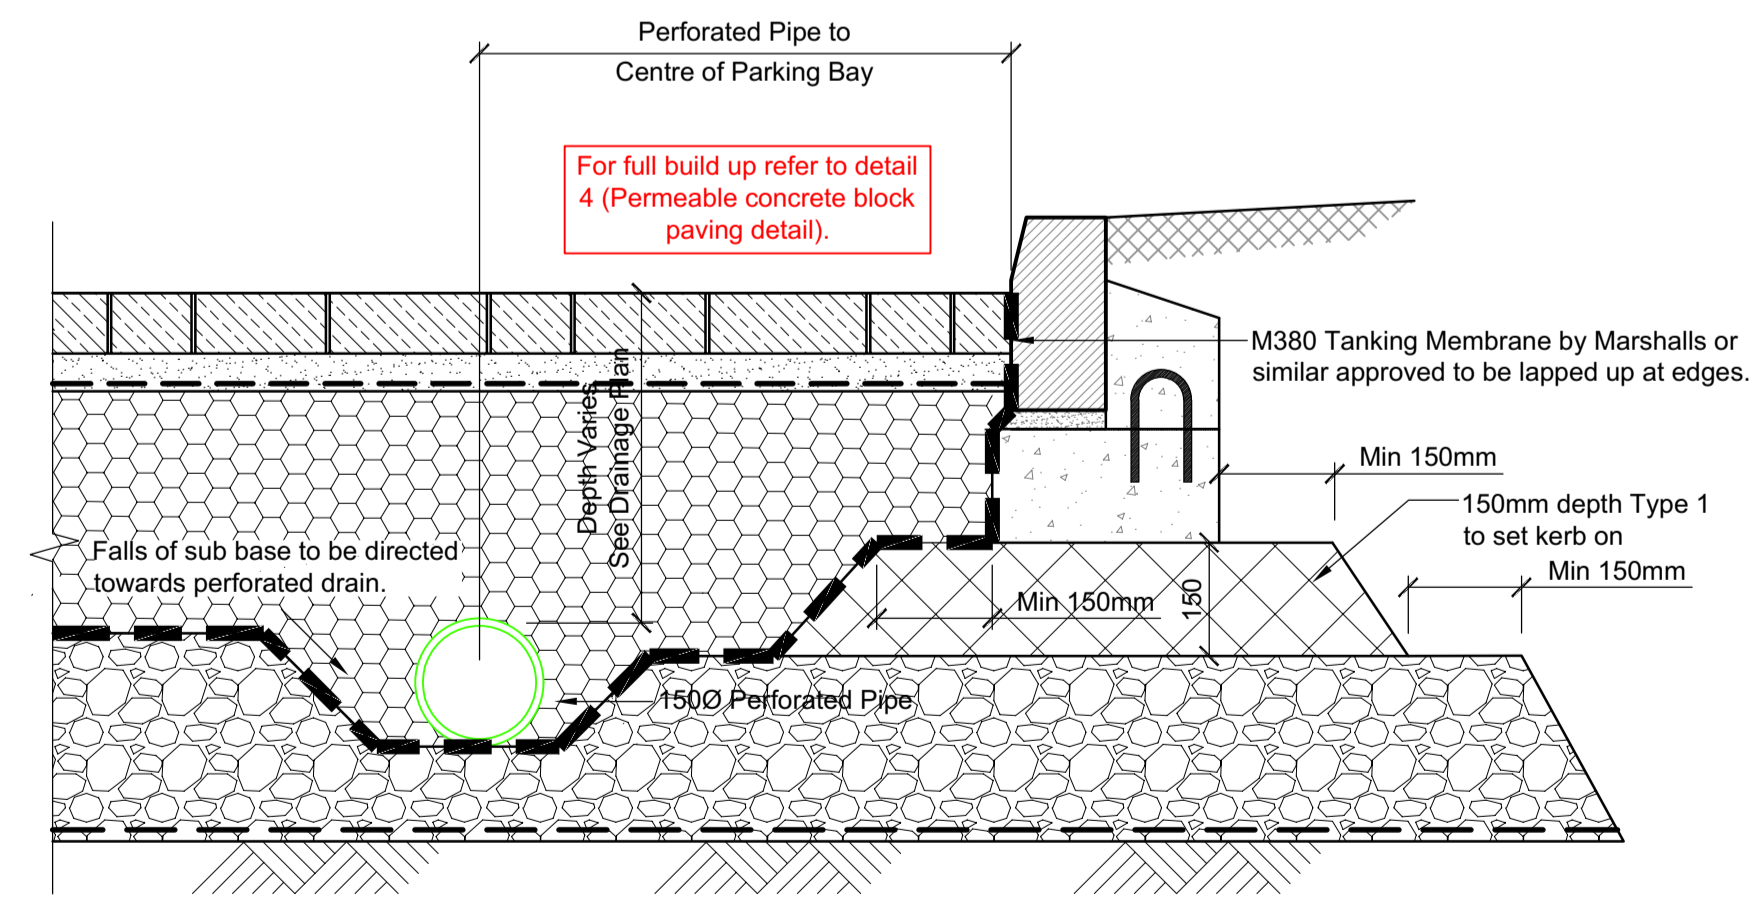 Perforated Pipe to
Centre of Parking Bay
For full build up refer to detail
4 (Permeable concrete block
paving detail).
M380 Tanking Membrane by Marshalls or
similar approved to be lapped up at edges.
Depth Varies
See Drainage Plan
Min 150mm
150mm depth Type 1
to set kerb on
Falls of sub base to be directed
towards perforated drain.
Min 150mm
Min 150mm
150
150Ø Perforated Pipe